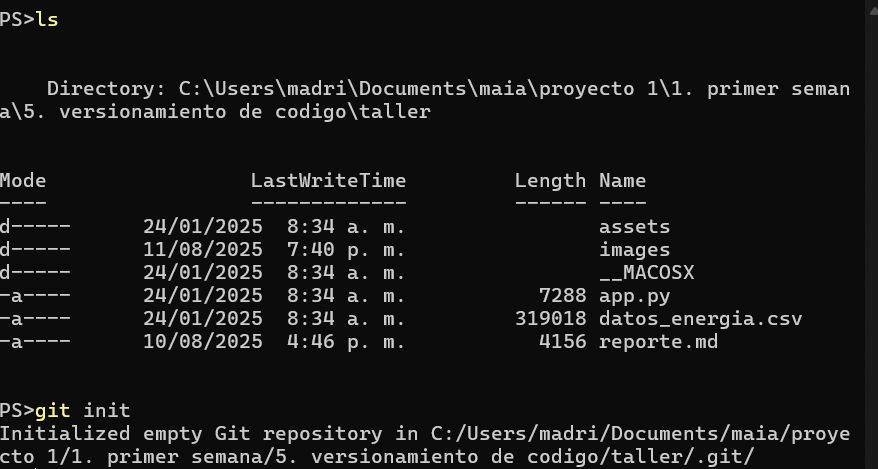 PS>ls
    Directory: C:\Users\madri\Documents\maia\proyecto 1\1. primer seman
a\5. versionamiento de codigo\taller
Mode                 LastWriteTime         Length Name
----                 -------------         ------ ----
d-----        24/01/2025  8:34 a. m.                assets
d-----        11/08/2025  7:40 p. m.                images
d-----        24/01/2025  8:34 a. m.                __MACOSX
-a----        24/01/2025  8:34 a. m.           7288 app.py
-a----        24/01/2025  8:34 a. m.         319018 datos_energia.csv
-a----        10/08/2025  4:46 p. m.           4156 reporte.md
PS>git init
Initialized empty Git repository in C:/Users/madri/Documents/maia/proye
cto 1/1. primer semana/5. versionamiento de codigo/taller/.git/